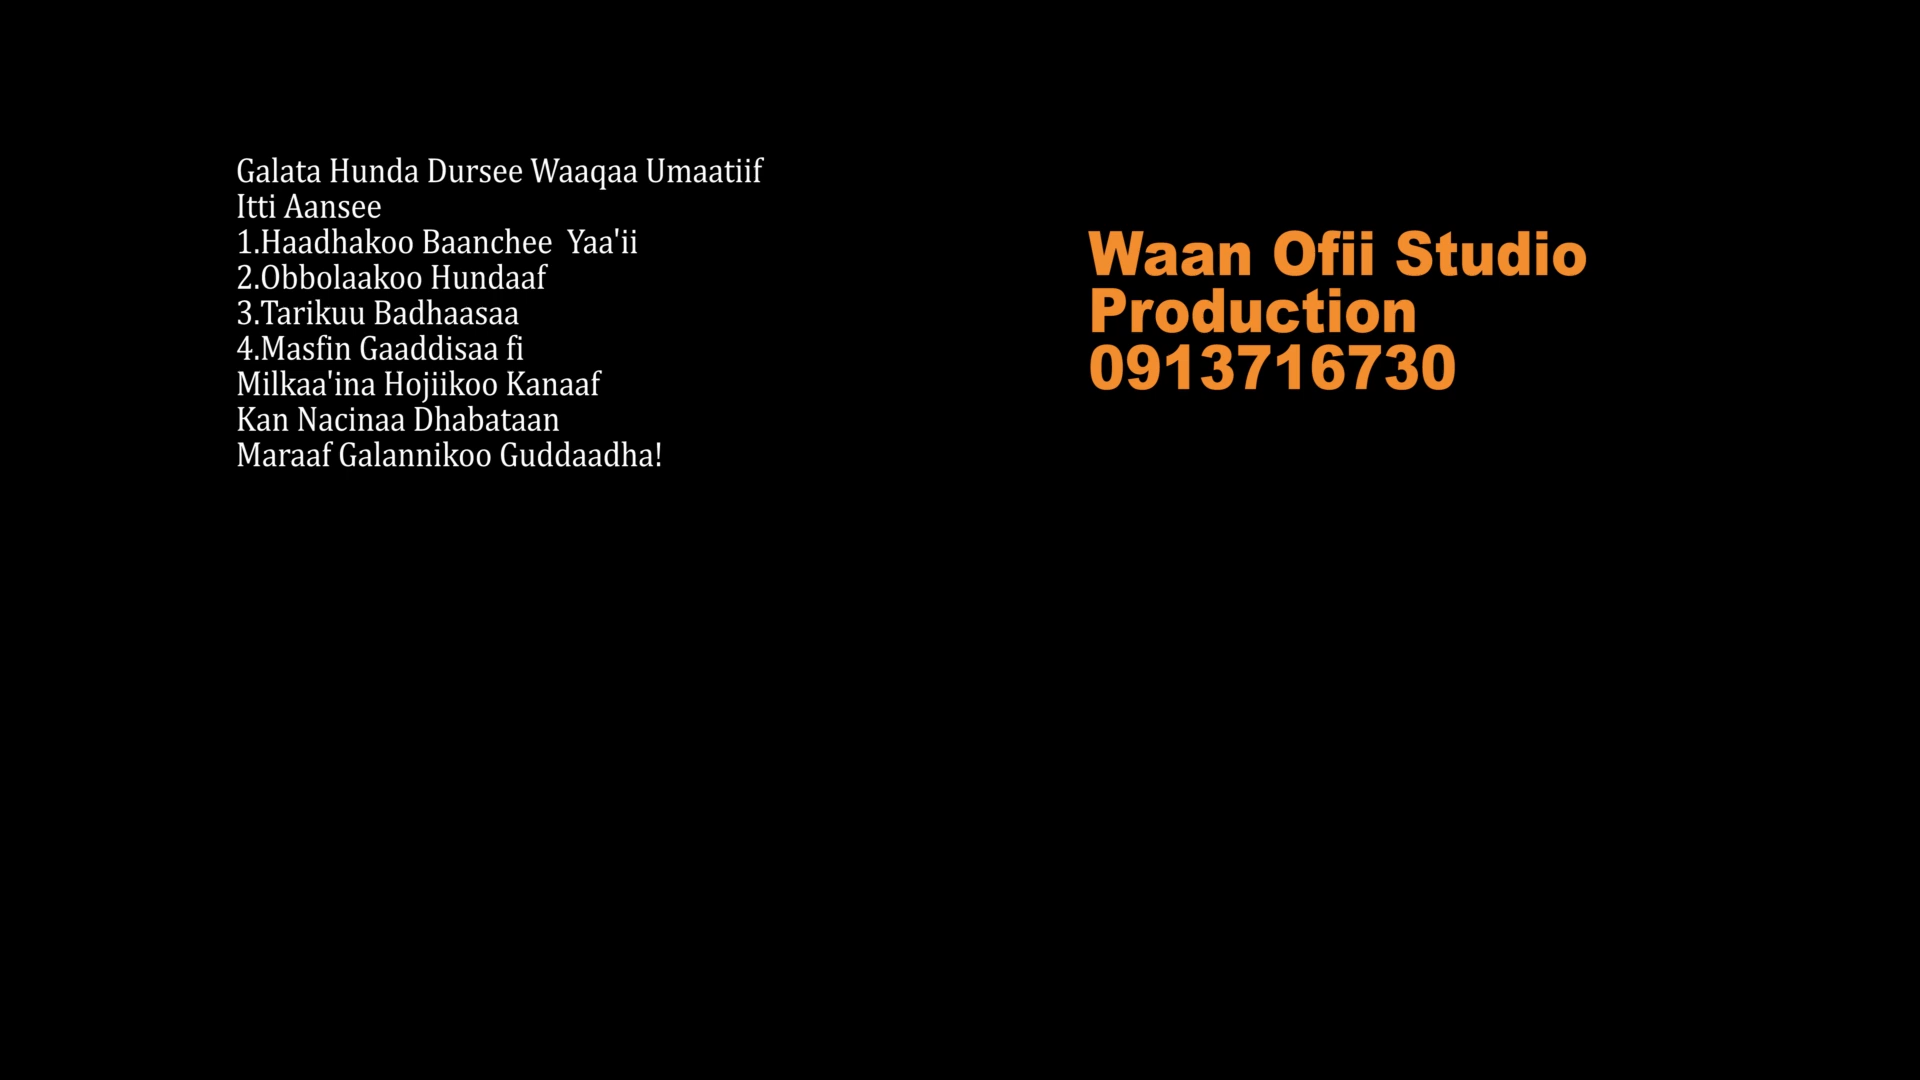 Galata Hunda Dursee Waaqaa Umaatiif
Itti Aansee
1.Haadhakoo Baanchee  Yaa'ii
2.Obbolaakoo Hundaaf
3.Tarikuu Badhaasaa
4.Masfin Gaaddisaa fi
Milkaa'ina Hojiikoo Kanaaf
Kan Nacinaa Dhabataan
Maraaf Galannikoo Guddaadha!
Waan Ofii Studio
Production
0913716730